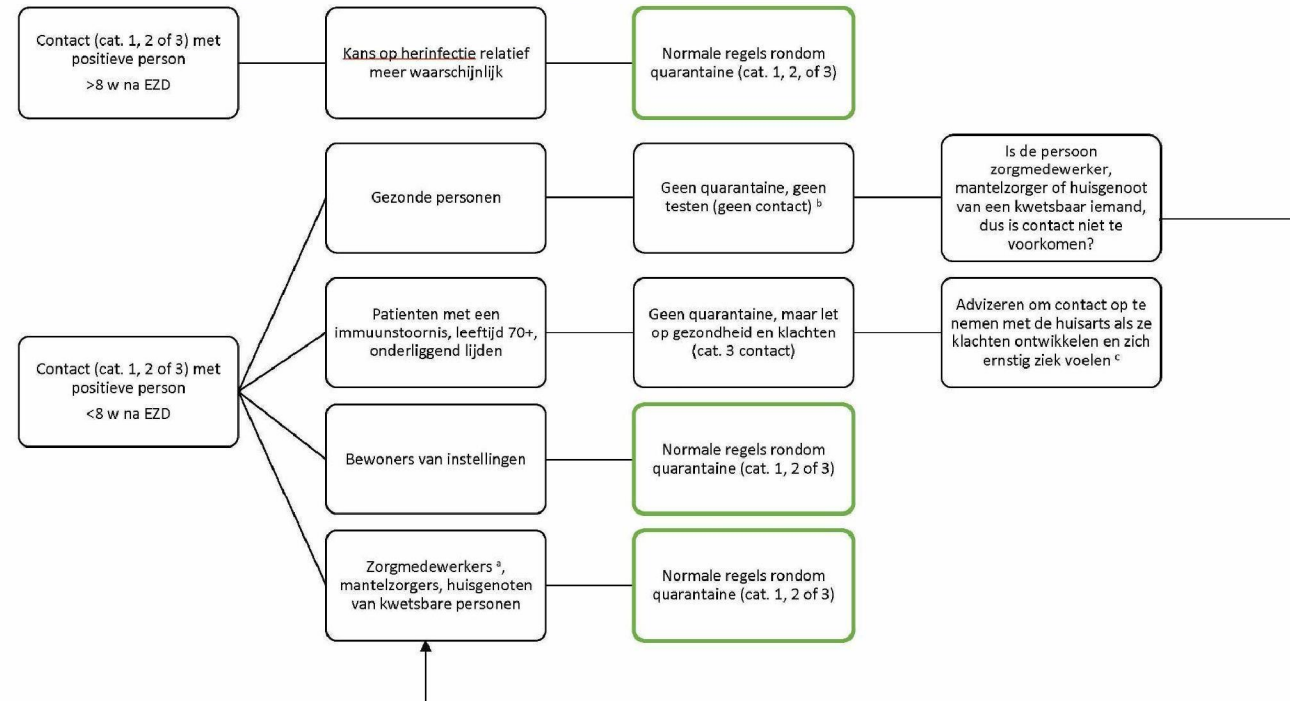 Contact (cat. 1, 2 of 3) met
positieve person
>8 w na EZD
Kans op herinfectie relatief
meer waarschijnlijk
Normale regels rondom
quarantaine (cat. 1, 2, of 3)
Gezonde personen
Geen quarantaine, geen
testen (geen contact) ᵇ
Is de persoon
zorgmedewerker,
mantelzorger of huisgenoot
van een kwetsbaar iemand,
dus is contact niet te
voorkomen?
Contact (cat. 1, 2 of 3) met
positieve person
<8 w na EZD
Patienten met een
immuunstoornis, leeftijd 70+,
onderliggend lijden
Geen quarantaine, maar let
op gezondheid en klachten
(cat. 3 contact)
Advizeren om contact op te
nemen met de huisarts als ze
klachten ontwikkelen en zich
ernstig ziek voelen ᶜ
Bewoners van instellingen
Normale regels rondom
quarantaine (cat. 1, 2 of 3)
Zorgmedewerkers ᵃ,
mantelzorgers, huisgenoten
van kwetsbare personen
Normale regels rondom
quarantaine (cat. 1, 2 of 3)